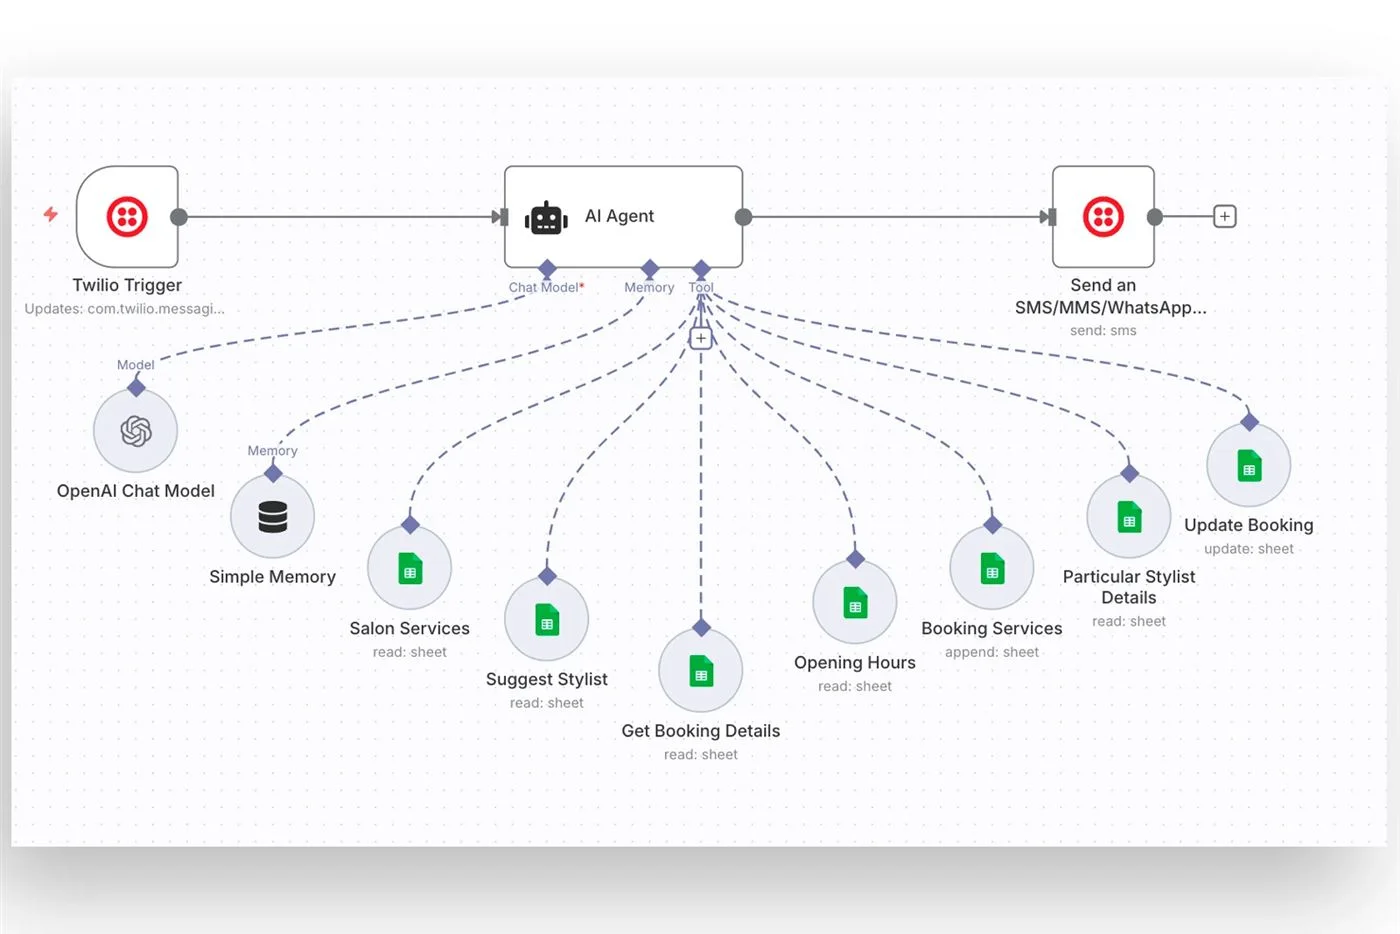 AI Agent
Twilio Trigger
Updates: com.twilio.messagi...
Chat Model*
Memory
Tool
Send an
SMS/MMS/WhatsApp...
send: sms
Model
OpenAI Chat Model
Memory
Simple Memory
Salon Services
read: sheet
Suggest Stylist
read: sheet
Get Booking Details
read: sheet
Opening Hours
read: sheet
Booking Services
append: sheet
Particular Stylist
Details
read: sheet
Update Booking
update: sheet